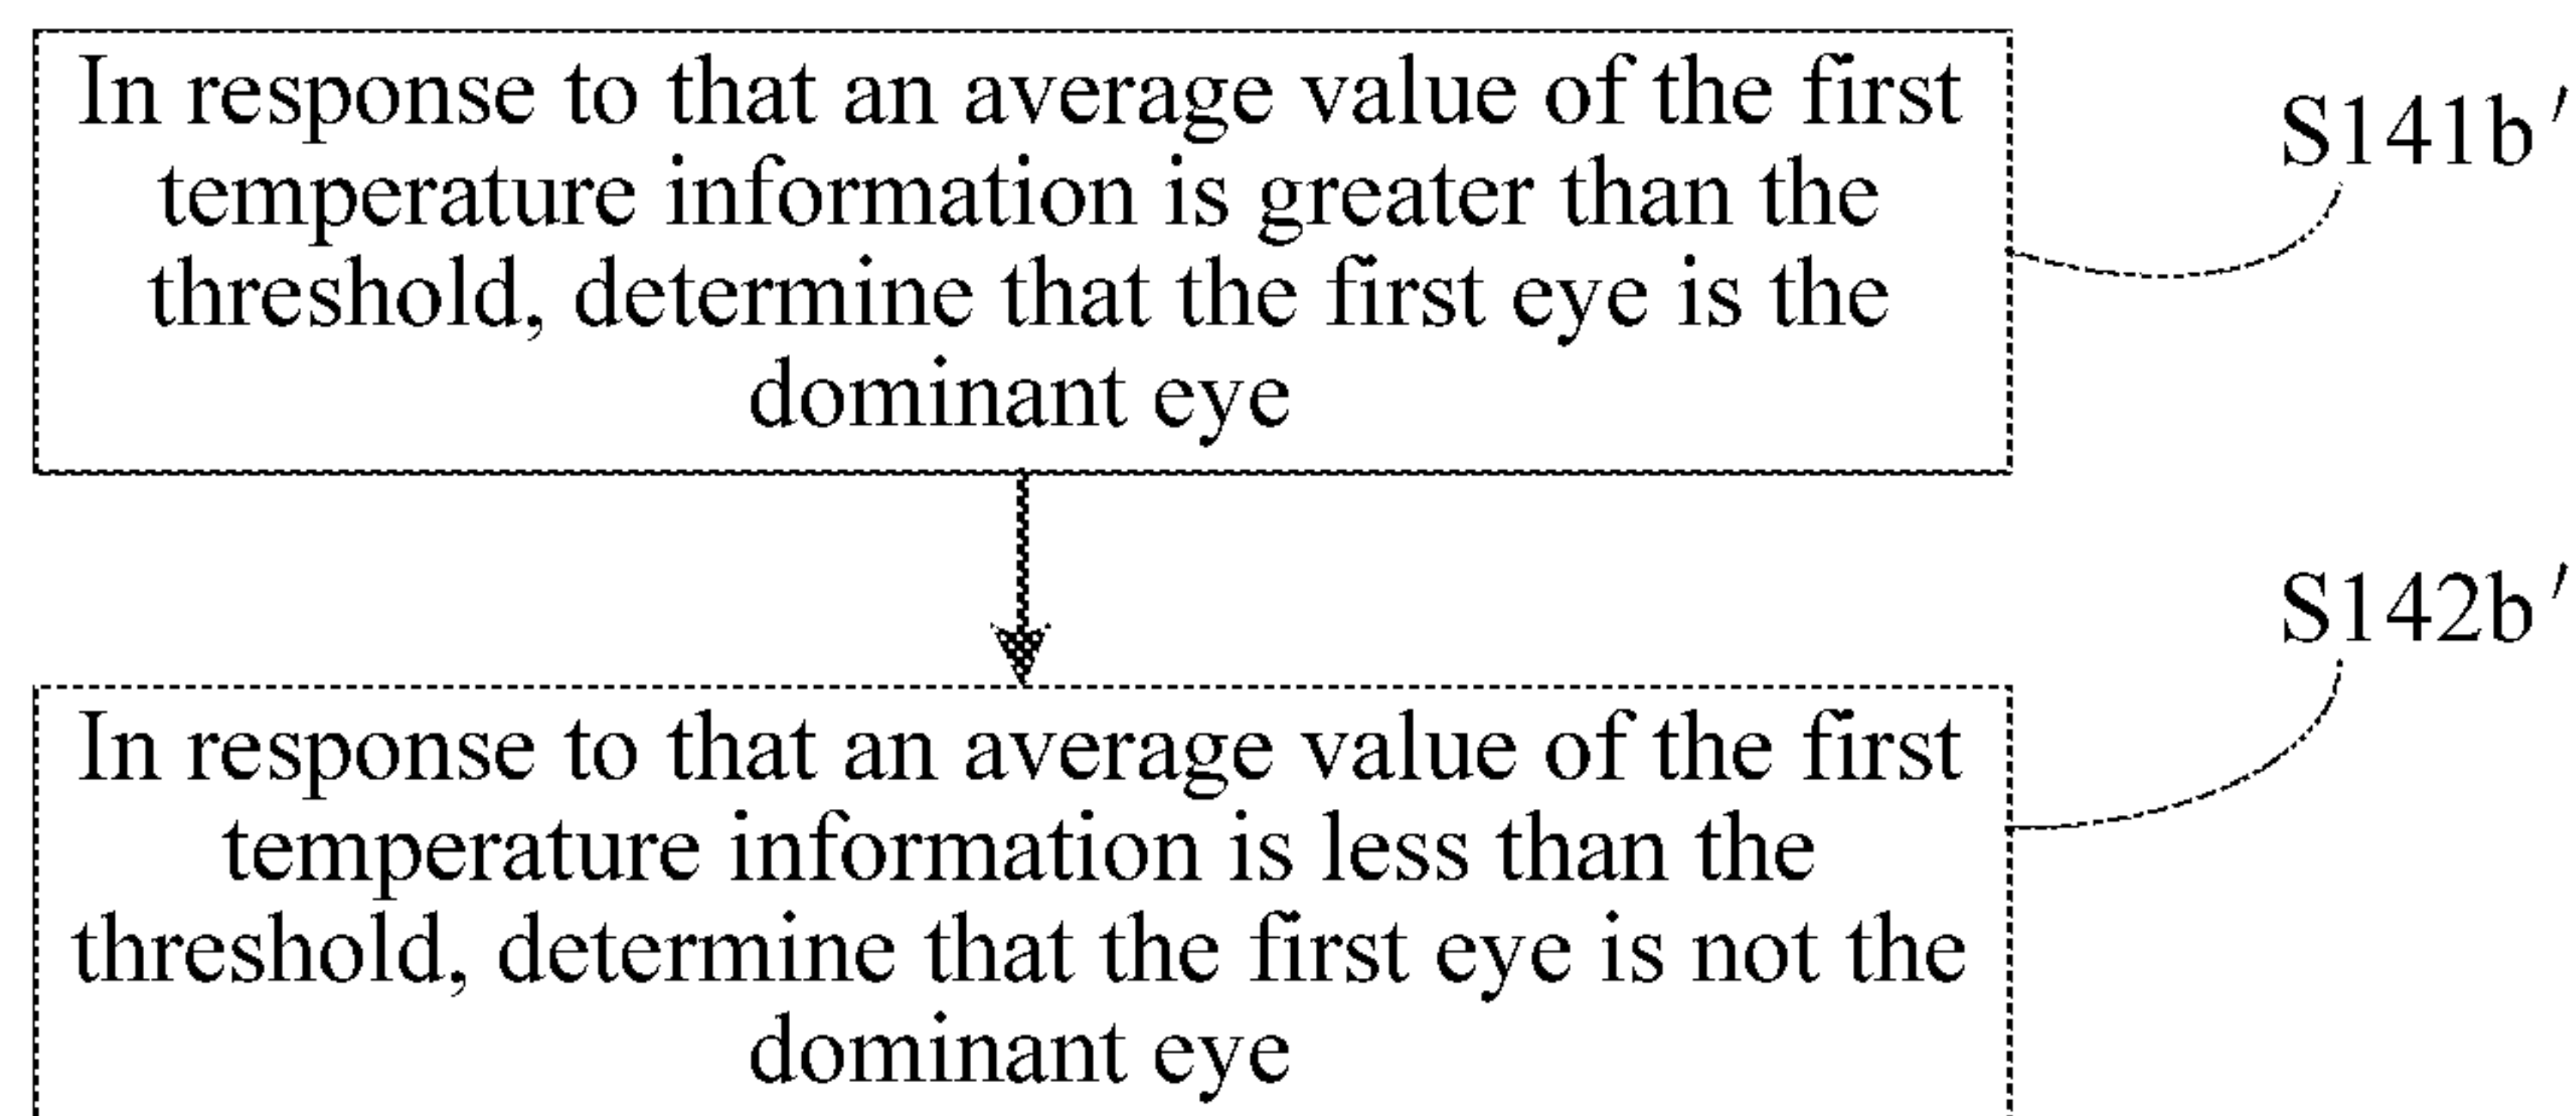 In response to that an average value of the first
temperature information is greater than the
threshold, determine that the first eye is the
dominant eye
S141b′
In response to that an average value of the first
temperature information is less than the
threshold, determine that the first eye is not the
dominant eye
S142b′